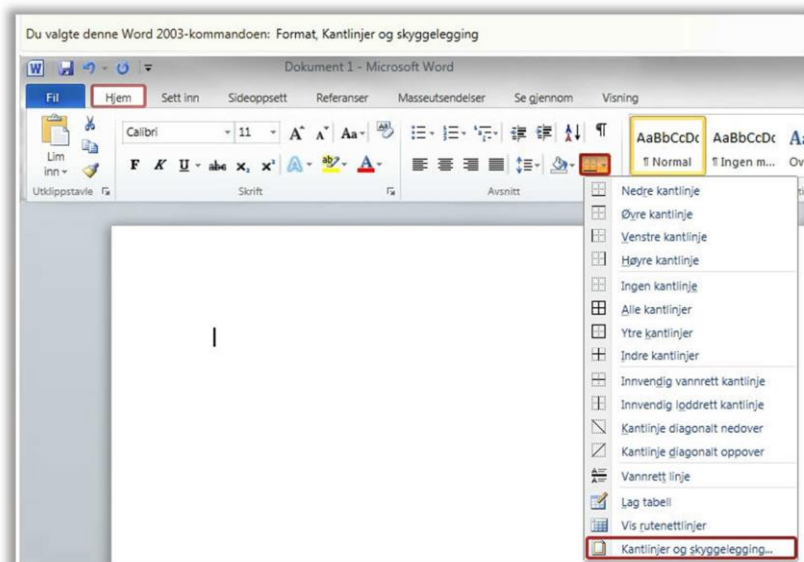 Du valgte denne Word 2003-kommandoen: Format, Kantlinjer og skyggelegging
Dokument 1 - Microsoft Word
Fil Hjem Sett inn Sideoppsett Referanser Masseutsendelser Se gjennom Visning
Calibri 11 A A Aa
Lim inn
F K U abc x, x² A ab A
AaBbCcDc AaBbCcDc
¶ Normal ¶ Ingen m...
Utklippstavle Skrift Avsnitt
Nedre kantlinje
Øvre kantlinje
Venstre kantlinje
Høyre kantlinje
Ingen kantlinje
Alle kantlinjer
Ytre kantlinjer
Indre kantlinjer
Innvendig vannrett kantlinje
Innvendig loddrett kantlinje
Kantlinje diagonalt nedover
Kantlinje diagonalt oppover
Vannrett linje
Lag tabell
Vis rutenettlinjer
Kantlinjer og skyggelegging...